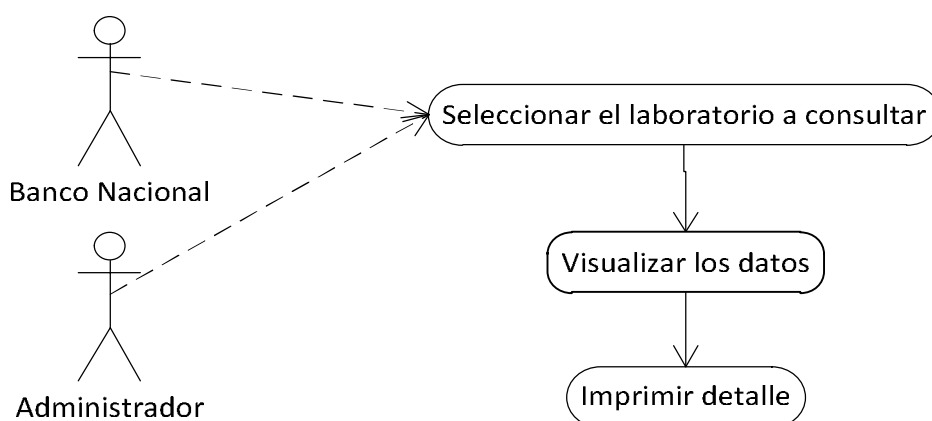 Seleccionar el laboratorio a consultar
Banco Nacional
Visualizar los datos
Imprimir detalle
Administrador